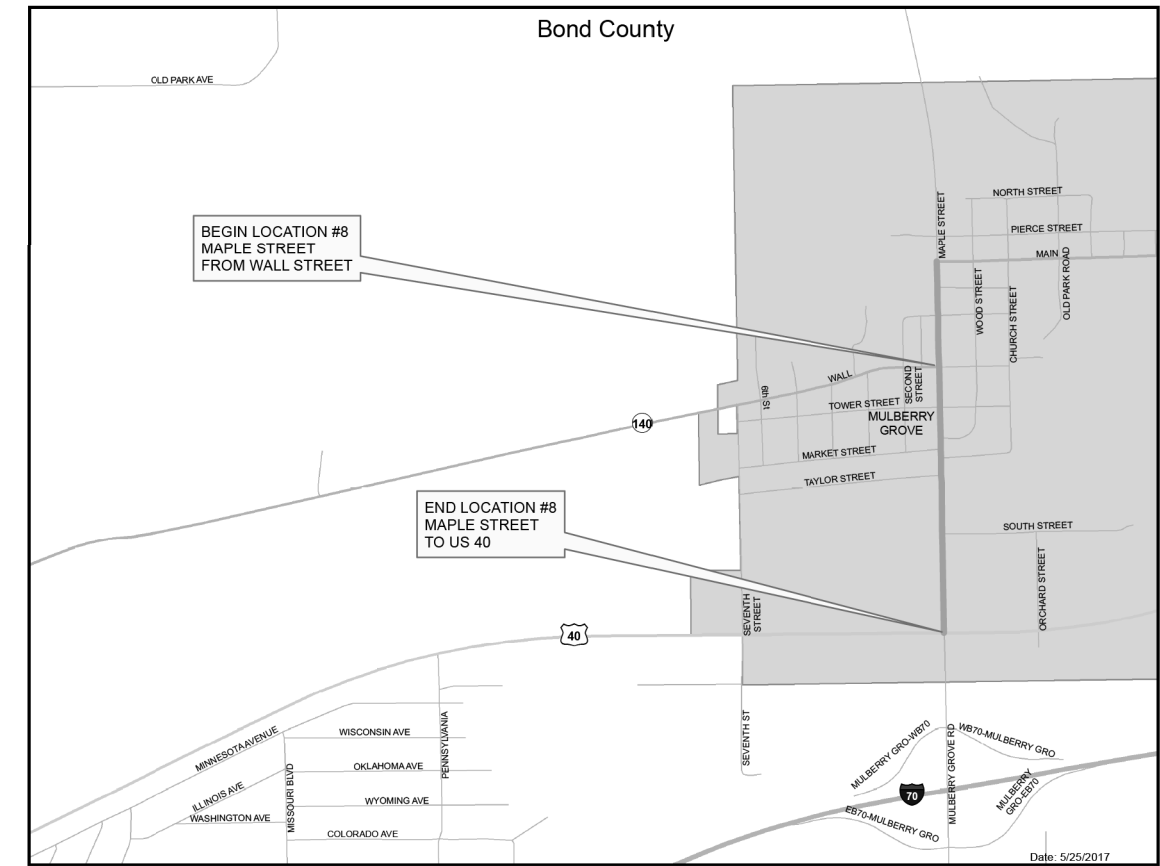 Bond County
OLD PARK AVE
NORTH STREET
MAPLE STREET
PIERCE STREET
BEGIN LOCATION #8
MAPLE STREET
FROM WALL STREET
MAIN
OLD PARK ROAD
WOOD STREET
CHURCH STREET
WALL
SECOND
STREET
6th St
TOWER STREET
MULBERRY
GROVE
140
MARKET STREET
TAYLOR STREET
END LOCATION #8
MAPLE STREET
TO US 40
SOUTH STREET
ORCHARD STREET
SEVENTH
STREET
40
PENNSYLVANIA
SEVENTH ST
MINNESOTA AVENUE
WISCONSIN AVE
MULBERRY GRO-WB70
WB70-MULBERRY GRO
MULBERRY GROVE RD
OKLAHOMA AVE
MISSOURI BLVD
ILLINOIS AVE
70
MULBERRY
GRO-EB70
WYOMING AVE
WASHINGTON AVE
EB70-MULBERRY GRO
COLORADO AVE
Date: 5/25/2017